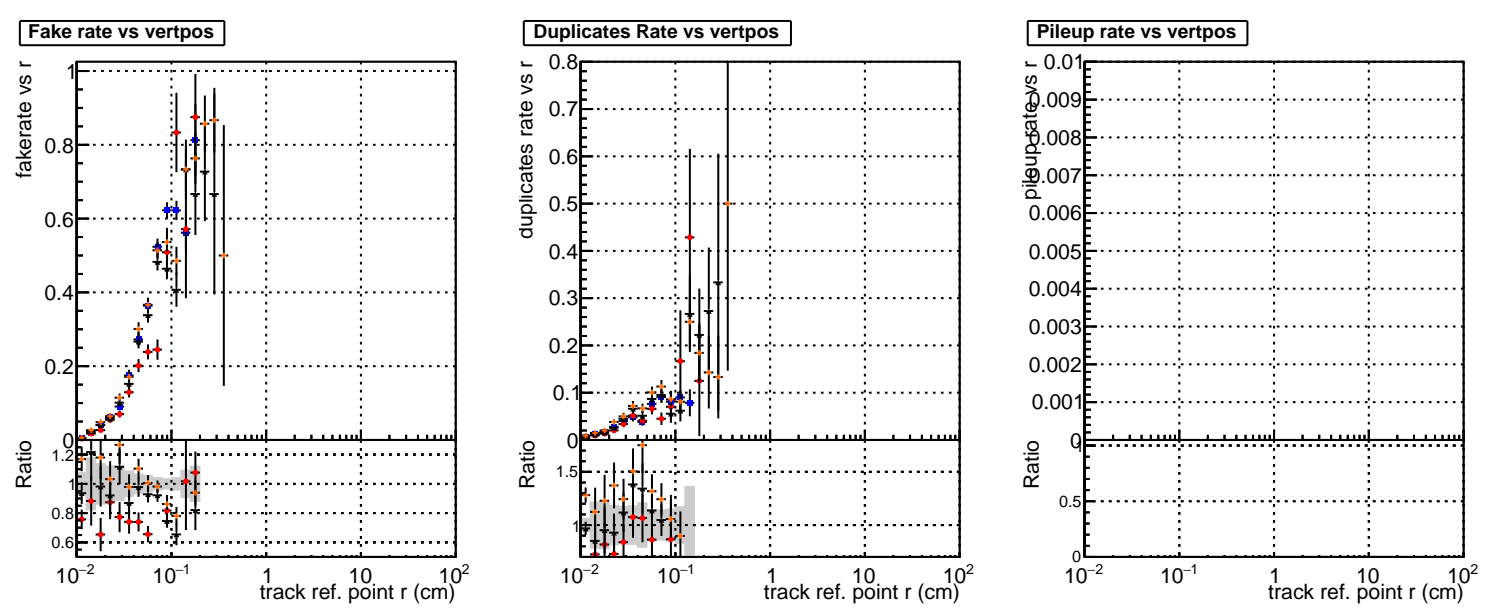 Fake rate vs vertpos
fakerate vs r
1
0.8
0.6
0.4
0.2
0
Ratio
1.2
1
0.8
0.6
10−2 10−1 1 10 102
track ref. point r (cm)
Duplicates Rate vs vertpos
duplicates rate vs r
0.8
0.7
0.6
0.5
0.4
0.3
0.2
0.1
0
Ratio
1.5
1
10−2 10−1 1 10 102
track ref. point r (cm)
Pileup rate vs vertpos
pileup rate vs r
0.01
0.009
0.008
0.007
0.006
0.005
0.004
0.003
0.002
0.001
0
Ratio
1
0.5
0
10−2 10−1 1 10 102
track ref. point r (cm)